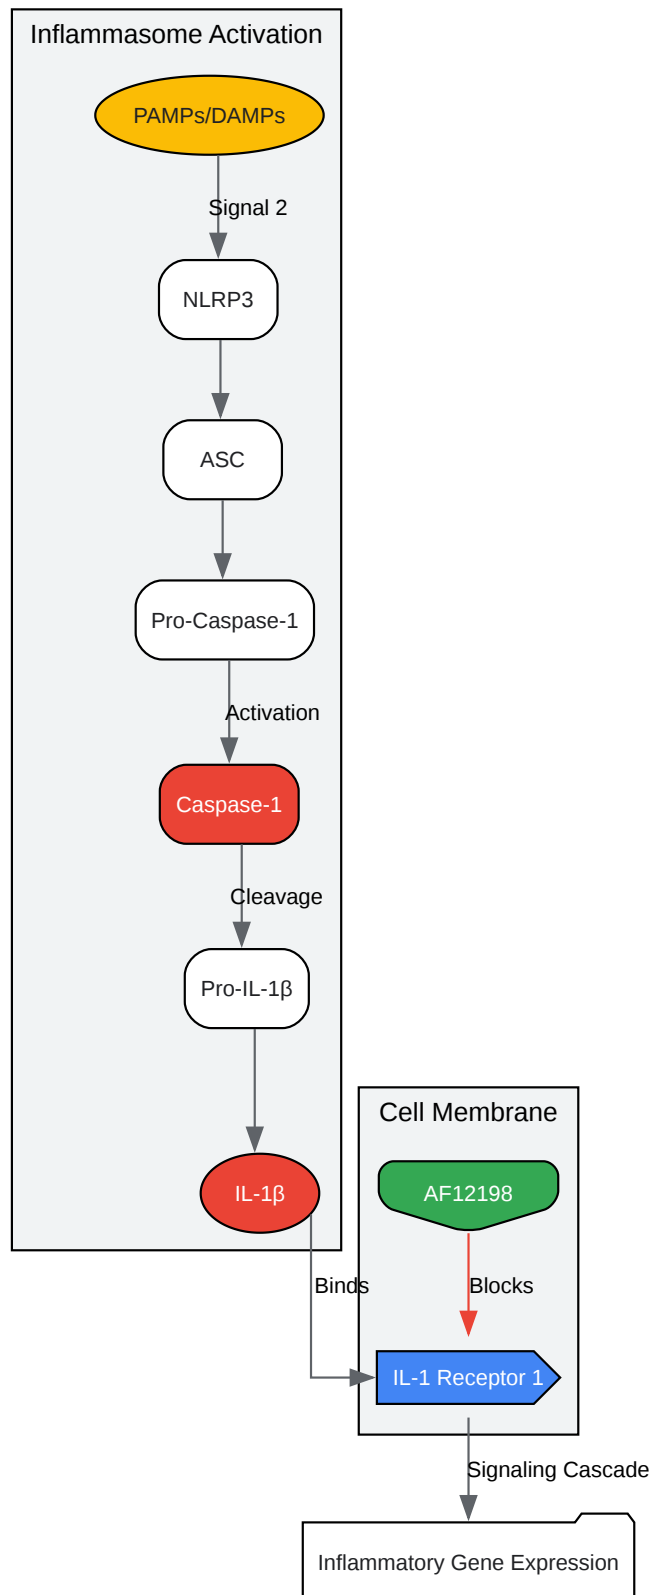 Inflammasome Activation
PAMPs/DAMPs
Signal 2
NLRP3
ASC
Pro-Caspase-1
Activation
Caspase-1
Cleavage
Pro-IL-1β
IL-1β
Binds
Cell Membrane
AF12198
Blocks
IL-1 Receptor 1
Signaling Cascade
Inflammatory Gene Expression